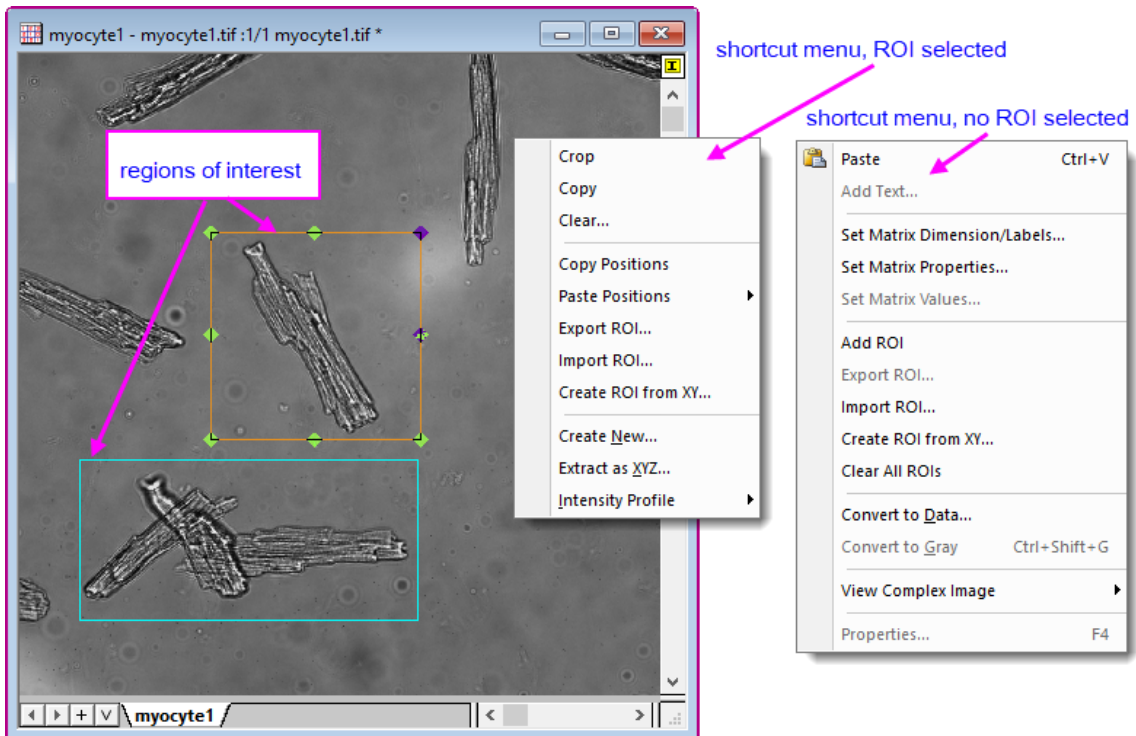 myocyte1 - myocyte1.tif :1/1 myocyte1.tif *
I
regions of interest
shortcut menu, ROI selected
Crop
Copy
Clear...
Copy Positions
Paste Positions
Export ROI...
Import ROI...
Create ROI from XY...
Create New...
Extract as XYZ...
Intensity Profile
shortcut menu, no ROI selected
Paste Ctrl+V
Add Text...
Set Matrix Dimension/Labels...
Set Matrix Properties...
Set Matrix Values...
Add ROI
Export ROI...
Import ROI...
Create ROI from XY...
Clear All ROIs
Convert to Data...
Convert to Gray Ctrl+Shift+G
View Complex Image
Properties... F4
myocyte1